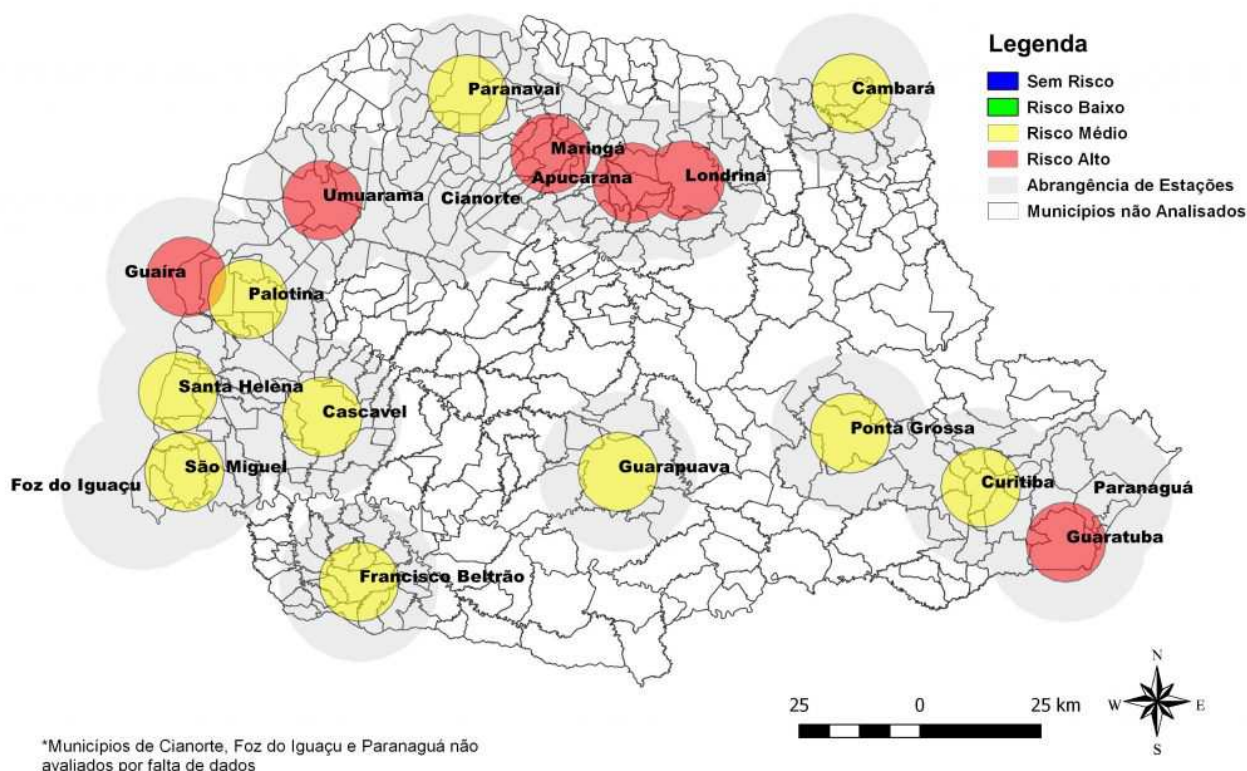 Legenda
Sem Risco
Risco Baixo
Risco Médio
Risco Alto
Abrangência de Estações
Municípios não Analisados
Paranavaí
Cambará
Maringá
Apucarana
Londrina
Umuarama
Cianorte
Guaíra
Palotina
Santa Helena
Cascavel
Ponta Grossa
São Miguel
Guarapuava
Foz do Iguaçu
Curitiba
Paranaguá
Guaratuba
Francisco Beltrão
N
W
E
S
25
0
25 km
*Municípios de Cianorte, Foz do Iguaçu e Paranaguá não
avaliados por falta de dados